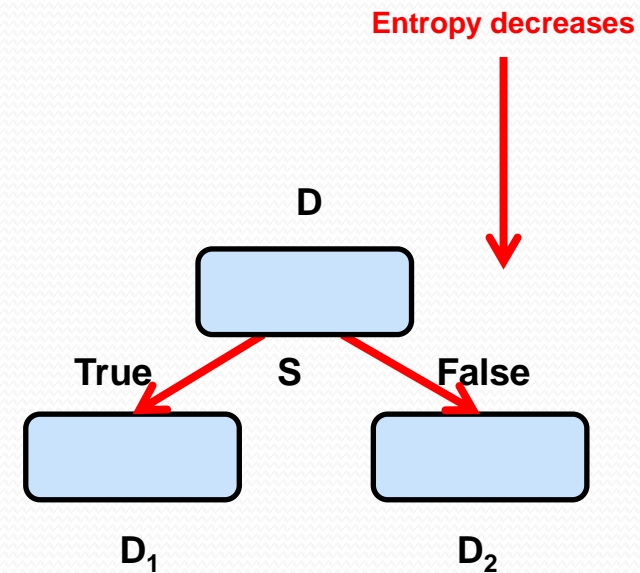 Entropy decreases
D
True S False
D₁ D₂